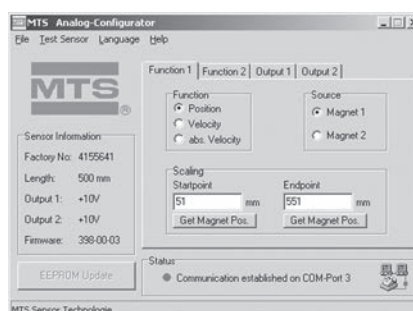 MTS Analog-Configurator
File Test Sensor Language Help
MTS
®
Sensor Information
Factory No: 4155641
Length: 500 mm
Output 1: +10V
Output 2: +10V
Firmware: 398-00-03
EEPROM Update
Function 1 Function 2 Output 1 Output 2
Function
Position
Velocity
abs. Velocity
Source
Magnet 1
Magnet 2
Scaling
Startpoint
51 mm
Get Magnet Pos.
Endpoint
551 mm
Get Magnet Pos.
Status
Communication established on COM-Port 3
MTS Sensor Technologie